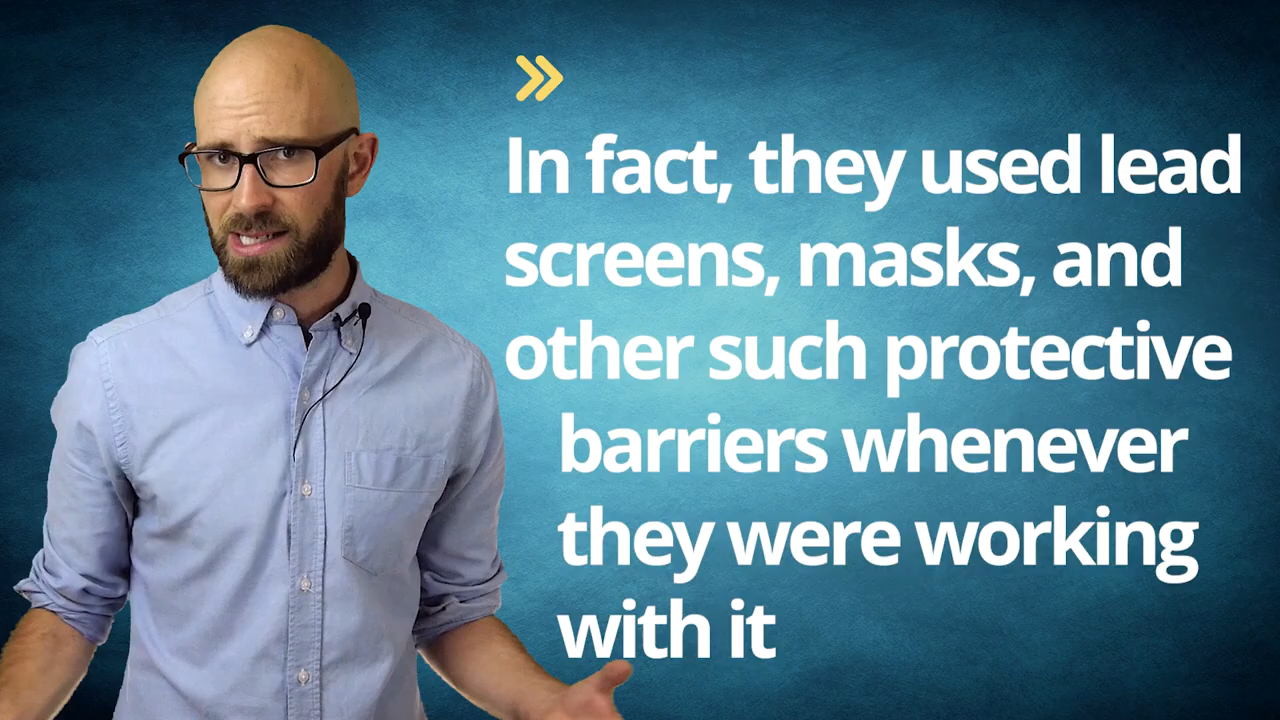 In fact, they used lead
screens, masks, and
other such protective
barriers whenever
they were working
with it